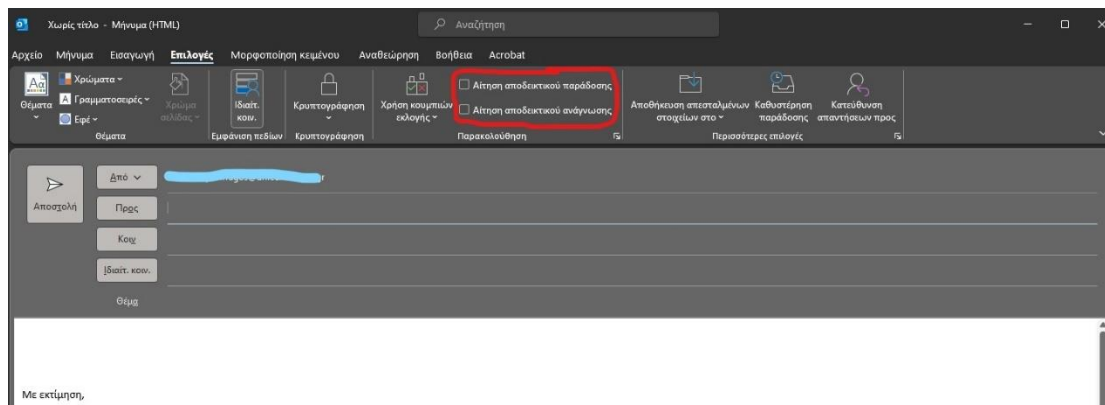 Χωρίς τίτλο - Μήνυμα (HTML)
Αναζήτηση
Αρχείο Μήνυμα Εισαγωγή Επιλογές Μορφοποίηση κειμένου Αναθεώρηση Βοήθεια Acrobat
Aα
Θέματα
Χρώματα
A Γραμματοσειρές
Εφέ
Χρώμα σελίδας
Θέματα
Ιδιαίτ. κοιν.
Εμφάνιση πεδίων
Κρυπτογράφηση
Κρυπτογράφηση
Χρήση κουμπιών εκλογής
Αίτηση αποδεικτικού παράδοσης
Αίτηση αποδεικτικού ανάγνωσης
Παρακολούθηση
Αποθήκευση απεσταλμένων στοιχείων στο
Καθυστέρηση παράδοσης
Κατεύθυνση απαντήσεων προς
Περισσότερες επιλογές
Αποστολή
Από
Προς
Κοιν
Ιδιαίτ. κοιν.
Θέμα
Με εκτίμηση,